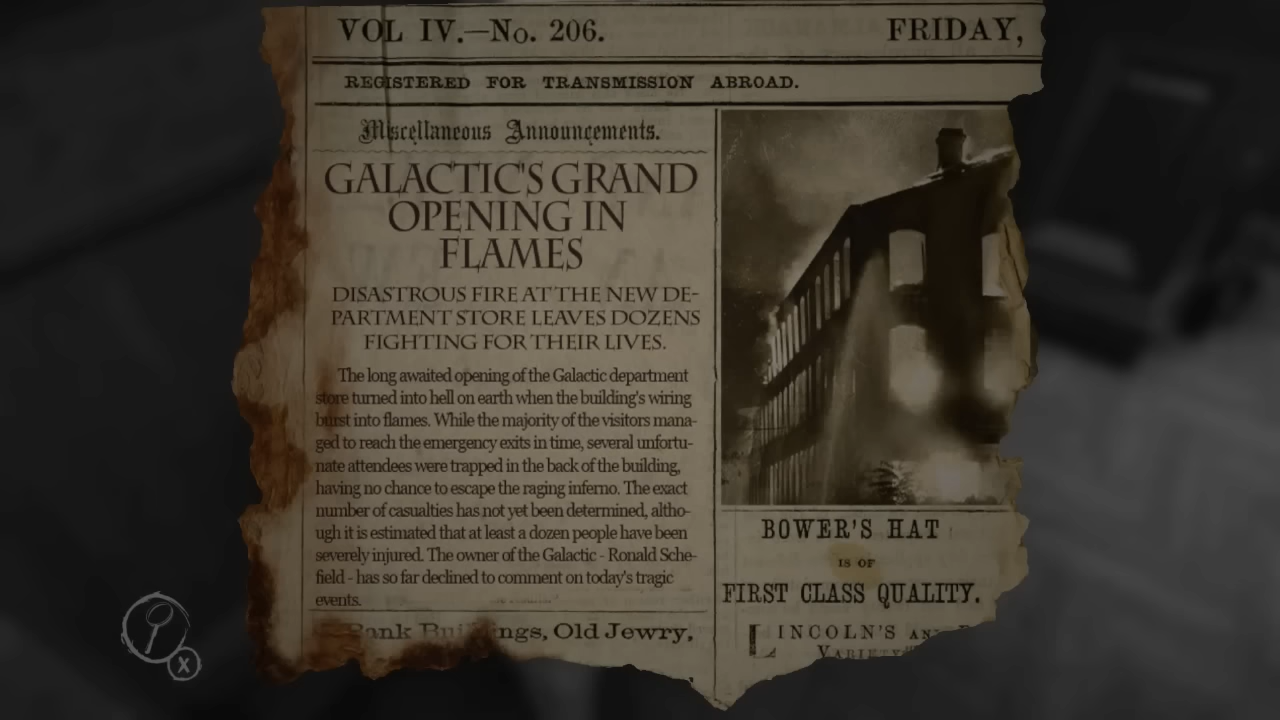 VOL IV.—No. 206. FRIDAY,
REGISTERED FOR TRANSMISSION ABROAD.
Miscellaneous Announcements.
GALACTIC'S GRAND
OPENING IN
FLAMES
DISASTROUS FIRE AT THE NEW DE-
PARTMENT STORE LEAVES DOZENS
FIGHTING FOR THEIR LIVES.
The long awaited opening of the Galactic department
store turned into hell on earth when the building's wiring
burst into flames. While the majority of the visitors mana-
ged to reach the emergency exits in time, several unfortu-
nate attendees were trapped in the back of the building,
having no chance to escape the raging inferno. The exact
number of casualties has not yet been determined, altho-
ugh it is estimated that at least a dozen people have been
severely injured. The owner of the Galactic - Ronald Sche-
field - has so far declined to comment on today's tragic
events.
Bank Buildings, Old Jewry,
BOWER'S HAT
IS OF
FIRST CLASS QUALITY.
LINCOLN'S AND
VARIETY
X